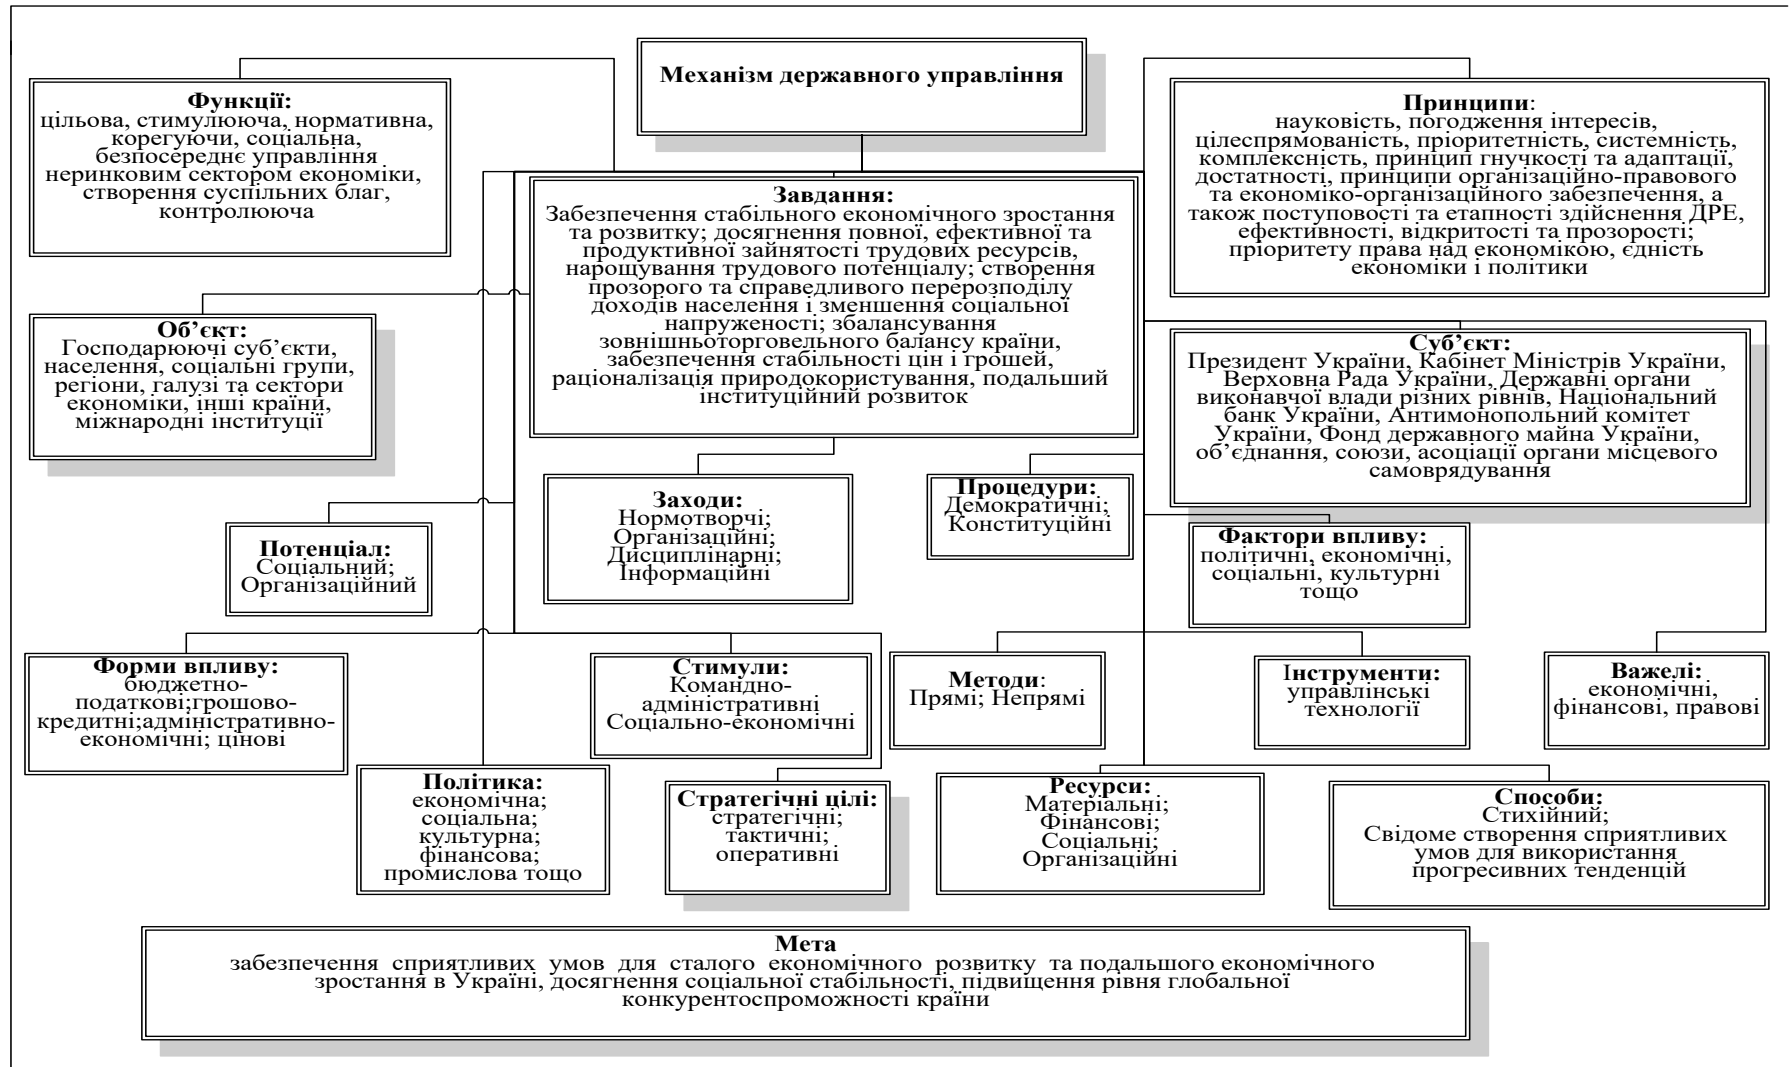 Механізм державного управління
Функції:
цільова, стимулююча, нормативна,
корегуючи, соціальна,
безпосереднє управління
неринковим сектором економіки,
створення суспільних благ,
контролююча
Принципи:
науковість, погодження інтересів,
цілеспрямованість, пріоритетність, системність,
комплексність, принцип гнучкості та адаптації,
достатності, принципи організаційно-правового
та економіко-організаційного забезпечення, а
також поступовості та етапності здійснення ДРЕ,
ефективності, відкритості та прозорості;
пріоритету права над економікою, єдність
економіки і політики
Завдання:
Забезпечення стабільного економічного зростання
та розвитку; досягнення повної, ефективної та
продуктивної зайнятості трудових ресурсів,
нарощування трудового потенціалу; створення
прозорого та справедливого перерозподілу
доходів населення і зменшення соціальної
напруженості; збалансування
зовнішньоторговельного балансу країни,
забезпечення стабільності цін і грошей,
раціоналізація природокористування, подальший
інституційний розвиток
Об’єкт:
Господарюючі суб’єкти,
населення, соціальні групи,
регіони, галузі та сектори
економіки, інші країни,
міжнародні інституції
Суб’єкт:
Президент України, Кабінет Міністрів України,
Верховна Рада України, Державні органи
виконавчої влади різних рівнів, Національний
банк України, Антимонопольний комітет
України, Фонд державного майна України,
об’єднання, союзи, асоціації органи місцевого
самоврядування
Заходи:
Нормотворчі;
Організаційні;
Дисциплінарні;
Інформаційні
Процедури:
Демократичні;
Конституційні
Потенціал:
Соціальний;
Організаційний
Фактори впливу:
політичні, економічні,
соціальні, культурні
тощо
Форми впливу:
бюджетно-
податкові;грошово-
кредитні;адміністративно-
економічні; цінові
Стимули:
Командно-
адміністративні
Соціально-економічні
Методи:
Прямі; Непрямі
Інструменти:
управлінські
технології
Важелі:
економічні,
фінансові, правові
Політика:
економічна;
соціальна;
культурна;
фінансова;
промислова тощо
Стратегічні цілі:
стратегічні;
тактичні;
оперативні
Ресурси:
Матеріальні;
Фінансові;
Соціальні;
Організаційні
Способи:
Стихійний;
Свідоме створення сприятливих
умов для використання
прогресивних тенденцій
Мета
забезпечення сприятливих умов для сталого економічного розвитку та подальшого економічного
зростання в Україні, досягнення соціальної стабільності, підвищення рівня глобальної
конкурентоспроможності країни